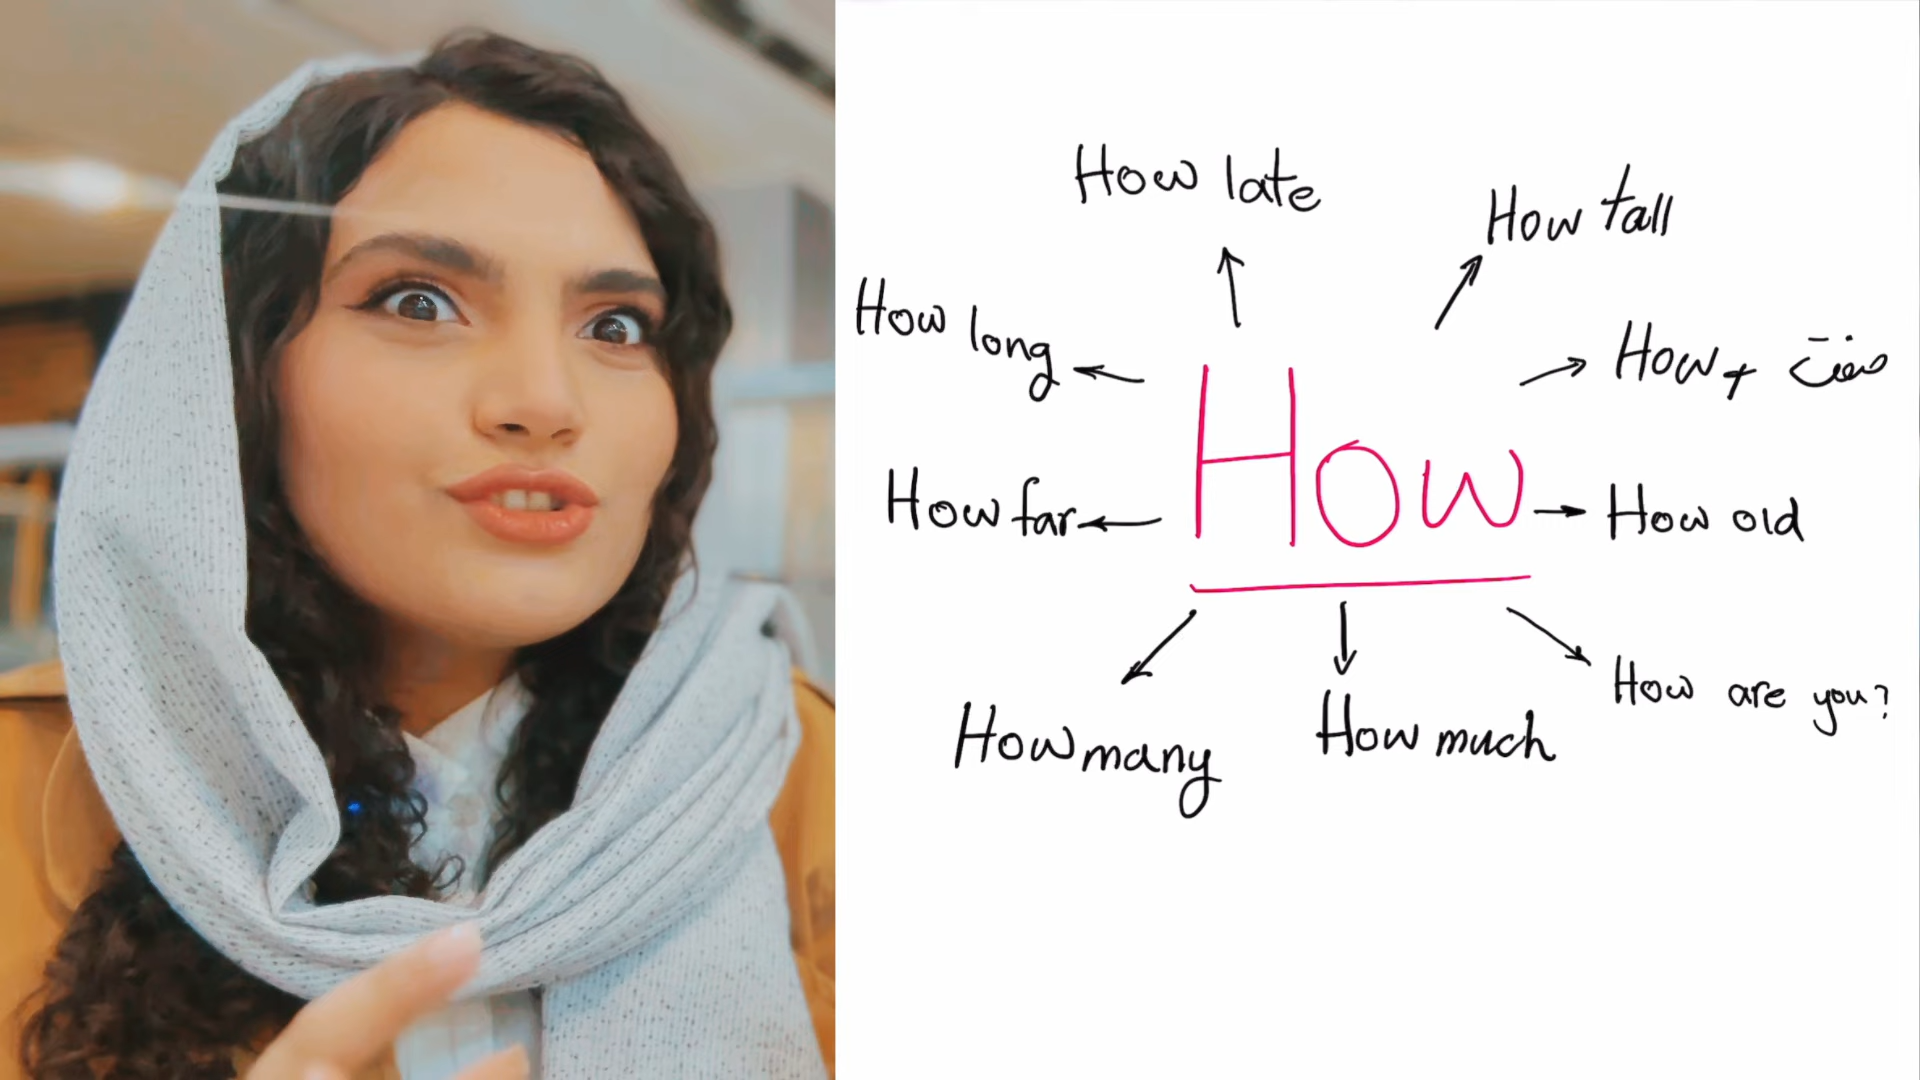 How late
How tall
How long
How + صفت
How
How far
How old
How are you?
How many
How much